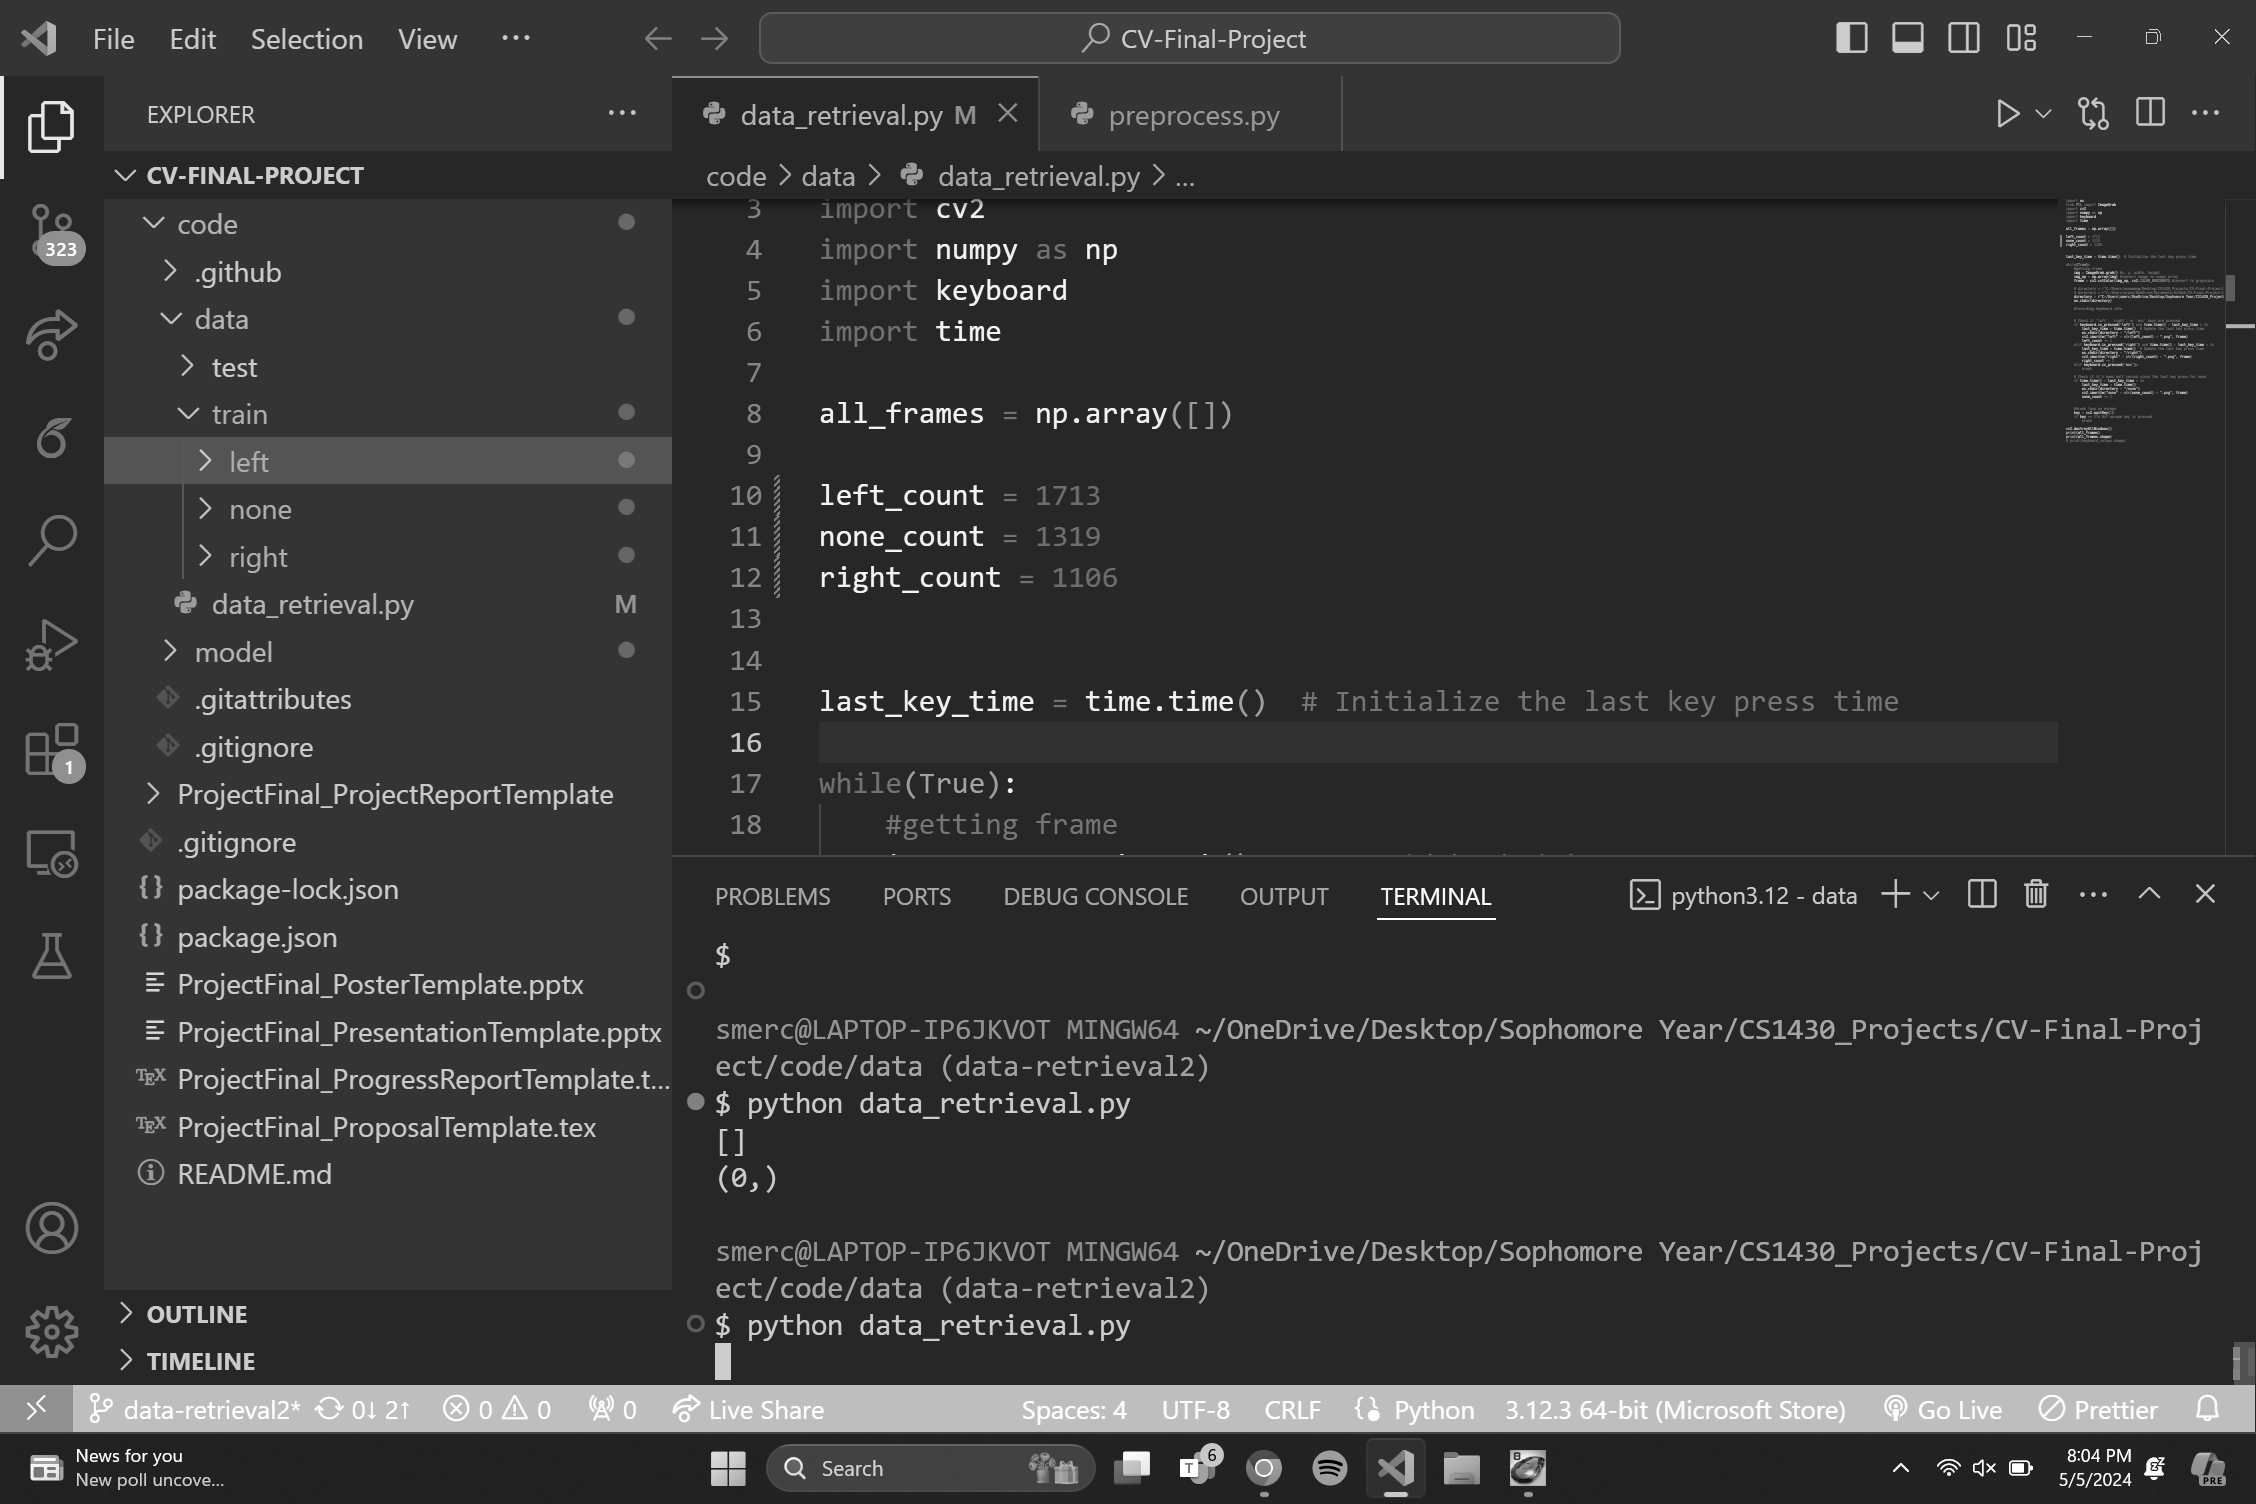 File Edit Selection View ··· CV-Final-Project
EXPLORER ···
CV-FINAL-PROJECT
code
.github
data
test
train
left
none
right
data_retrieval.py M
model
.gitattributes
.gitignore
ProjectFinal_ProjectReportTemplate
.gitignore
package-lock.json
package.json
ProjectFinal_PosterTemplate.pptx
ProjectFinal_PresentationTemplate.pptx
ProjectFinal_ProgressReportTemplate.t...
ProjectFinal_ProposalTemplate.tex
README.md
OUTLINE
TIMELINE
323
1
data_retrieval.py M preprocess.py
code > data > data_retrieval.py > ...
3 import cv2
4 import numpy as np
5 import keyboard
6 import time
7
8 all_frames = np.array([])
9
10 left_count = 1713
11 none_count = 1319
12 right_count = 1106
13
14
15 last_key_time = time.time()  # Initialize the last key press time
16
17 while(True):
18 #getting frame
PROBLEMS PORTS DEBUG CONSOLE OUTPUT TERMINAL python3.12 - data
$
smerc@LAPTOP-IP6JKVOT MINGW64 ~/OneDrive/Desktop/Sophomore Year/CS1430_Projects/CV-Final-Proj
ect/code/data (data-retrieval2)
$ python data_retrieval.py
[]
(0,)
smerc@LAPTOP-IP6JKVOT MINGW64 ~/OneDrive/Desktop/Sophomore Year/CS1430_Projects/CV-Final-Proj
ect/code/data (data-retrieval2)
$ python data_retrieval.py
data-retrieval2* 0↓ 2↑ 0 0 0 Live Share Spaces: 4 UTF-8 CRLF Python 3.12.3 64-bit (Microsoft Store) Go Live Prettier
News for you
New poll uncove...
Search
6
8:04 PM
5/5/2024
PRE